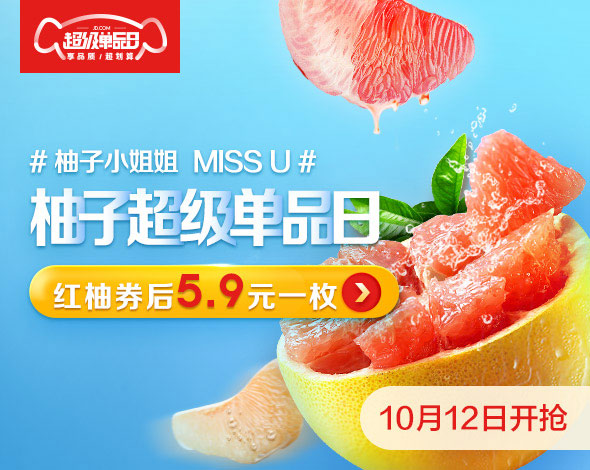 JD.COM
超级单品日
享品质/超划算
# 柚子小姐姐 MISS U #
柚子超级单品日
红柚券后5.9元一枚
10月12日开抢